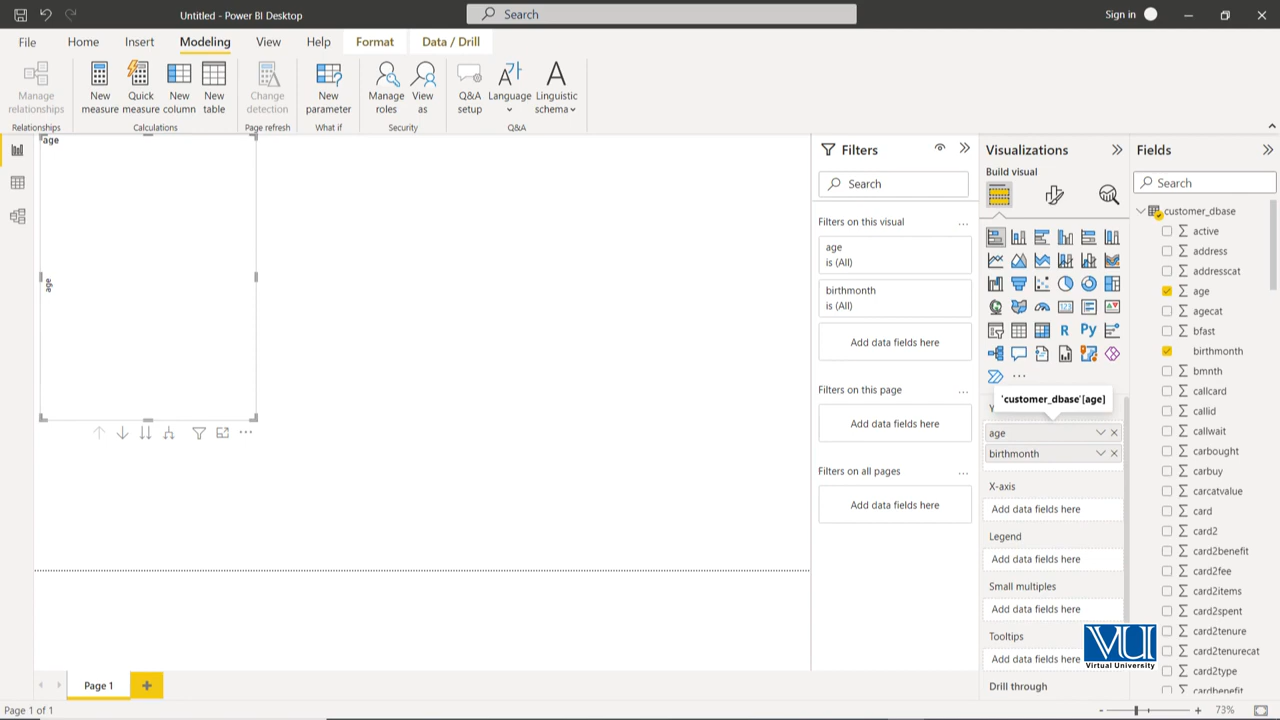 Untitled - Power BI Desktop
Search
Sign in
File
Home
Insert
Modeling
View
Help
Format
Data / Drill
Manage relationships
New measure
Quick measure
New column
New table
Change detection
New parameter
Manage roles
View as
Q&A setup
Language
Linguistic schema
Relationships
Calculations
Page refresh
What if
Security
Q&A
age
age
Filters
Search
Filters on this visual
...
age
is (All)
birthmonth
is (All)
Add data fields here
Filters on this page
...
Add data fields here
Filters on all pages
...
Add data fields here
Visualizations
Build visual
R
Py
...
'customer_dbase'[age]
Y
age
birthmonth
X-axis
Add data fields here
Legend
Add data fields here
Small multiples
Add data fields here
Tooltips
Add data fields here
Drill through
Fields
Search
customer_dbase
active
address
addresscat
age
agecat
bfast
birthmonth
bmnth
callcard
callid
callwait
carbought
carbuy
carcatvalue
card
card2
card2benefit
card2fee
card2items
card2spent
card2tenure
card2tenurecat
card2type
cardbenefit
VU
Virtual University
Page 1
Page 1 of 1
73%